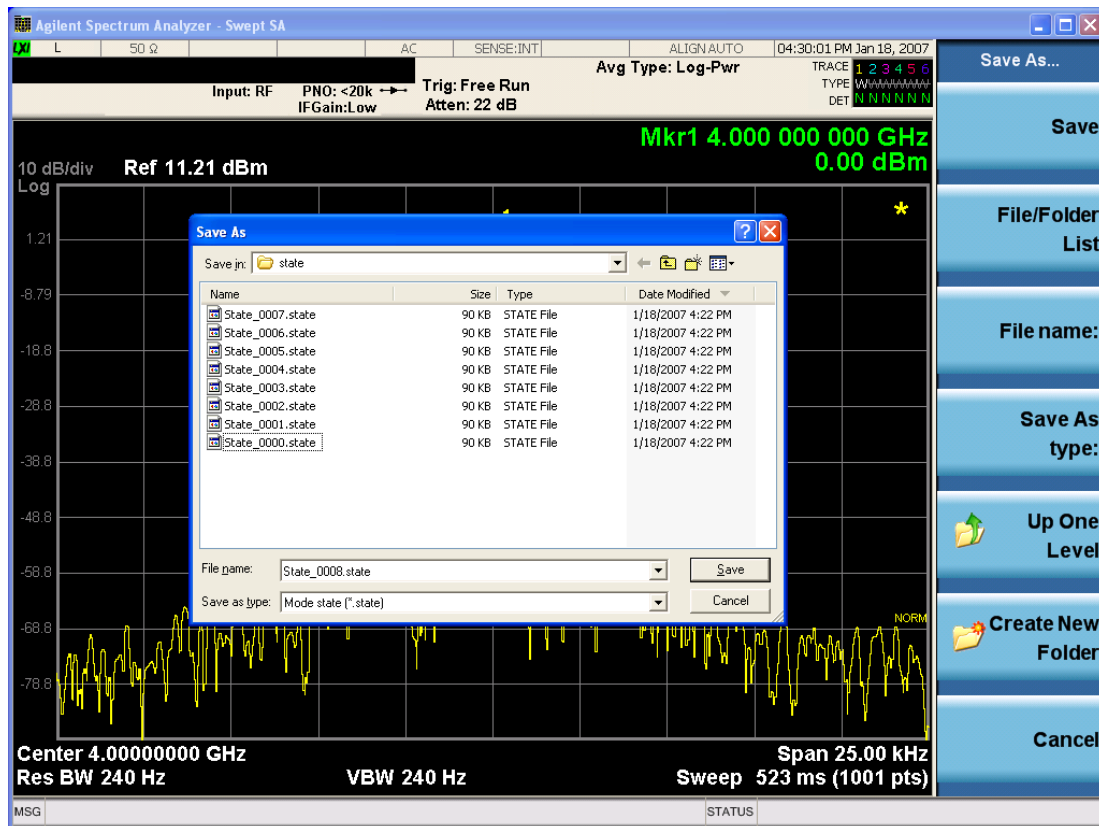 Agilent Spectrum Analyzer - Swept SA
LXI L 50 Ω AC SENSE:INT ALIGN AUTO 04:30:01 PM Jan 18, 2007
Input: RF PNO: <20k IFGain:Low
Trig: Free Run
Atten: 22 dB
Avg Type: Log-Pwr
TRACE 1 2 3 4 5 6
TYPE WWWWWW
DET N N N N N N
Mkr1 4.000 000 000 GHz
0.00 dBm
10 dB/div Ref 11.21 dBm
Log
1.21
-8.79
-18.8
-28.8
-38.8
-48.8
-58.8
-68.8
-78.8
*
NORM
Save As
Save in: state
Name Size Type Date Modified
State_0007.state 90 KB STATE File 1/18/2007 4:22 PM
State_0006.state 90 KB STATE File 1/18/2007 4:22 PM
State_0005.state 90 KB STATE File 1/18/2007 4:22 PM
State_0004.state 90 KB STATE File 1/18/2007 4:22 PM
State_0003.state 90 KB STATE File 1/18/2007 4:22 PM
State_0002.state 90 KB STATE File 1/18/2007 4:22 PM
State_0001.state 90 KB STATE File 1/18/2007 4:22 PM
State_0000.state 90 KB STATE File 1/18/2007 4:22 PM
File name: State_0008.state Save
Save as type: Mode state (*.state) Cancel
Center 4.00000000 GHz Span 25.00 kHz
Res BW 240 Hz VBW 240 Hz Sweep 523 ms (1001 pts)
MSG STATUS
Save As...
Save
File/Folder
List
File name:
Save As
type:
Up One
Level
Create New
Folder
Cancel